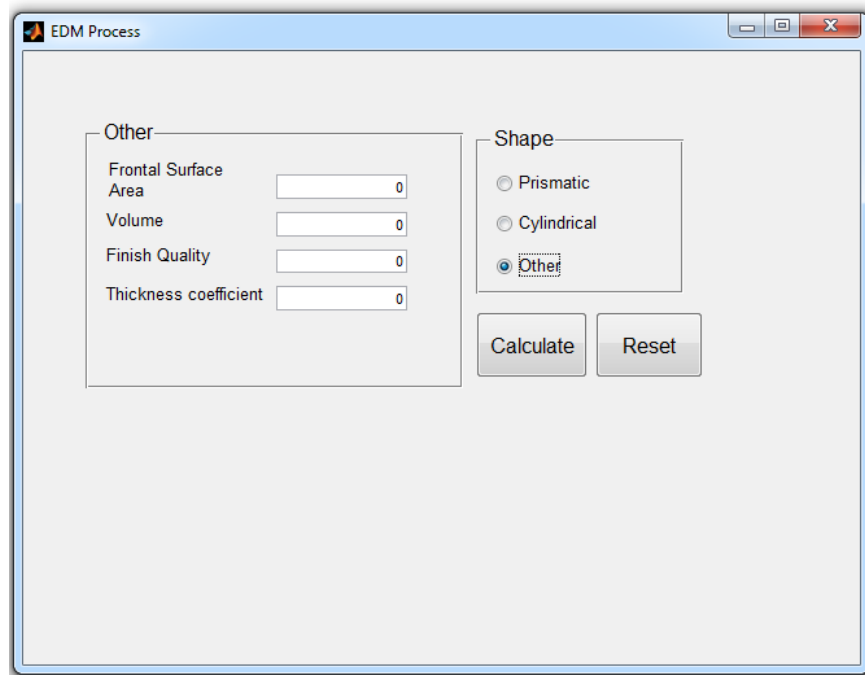 EDM Process
Other
Frontal Surface
Area
0
Volume
0
Finish Quality
0
Thickness coefficient
0
Shape
Prismatic
Cylindrical
Other
Calculate
Reset